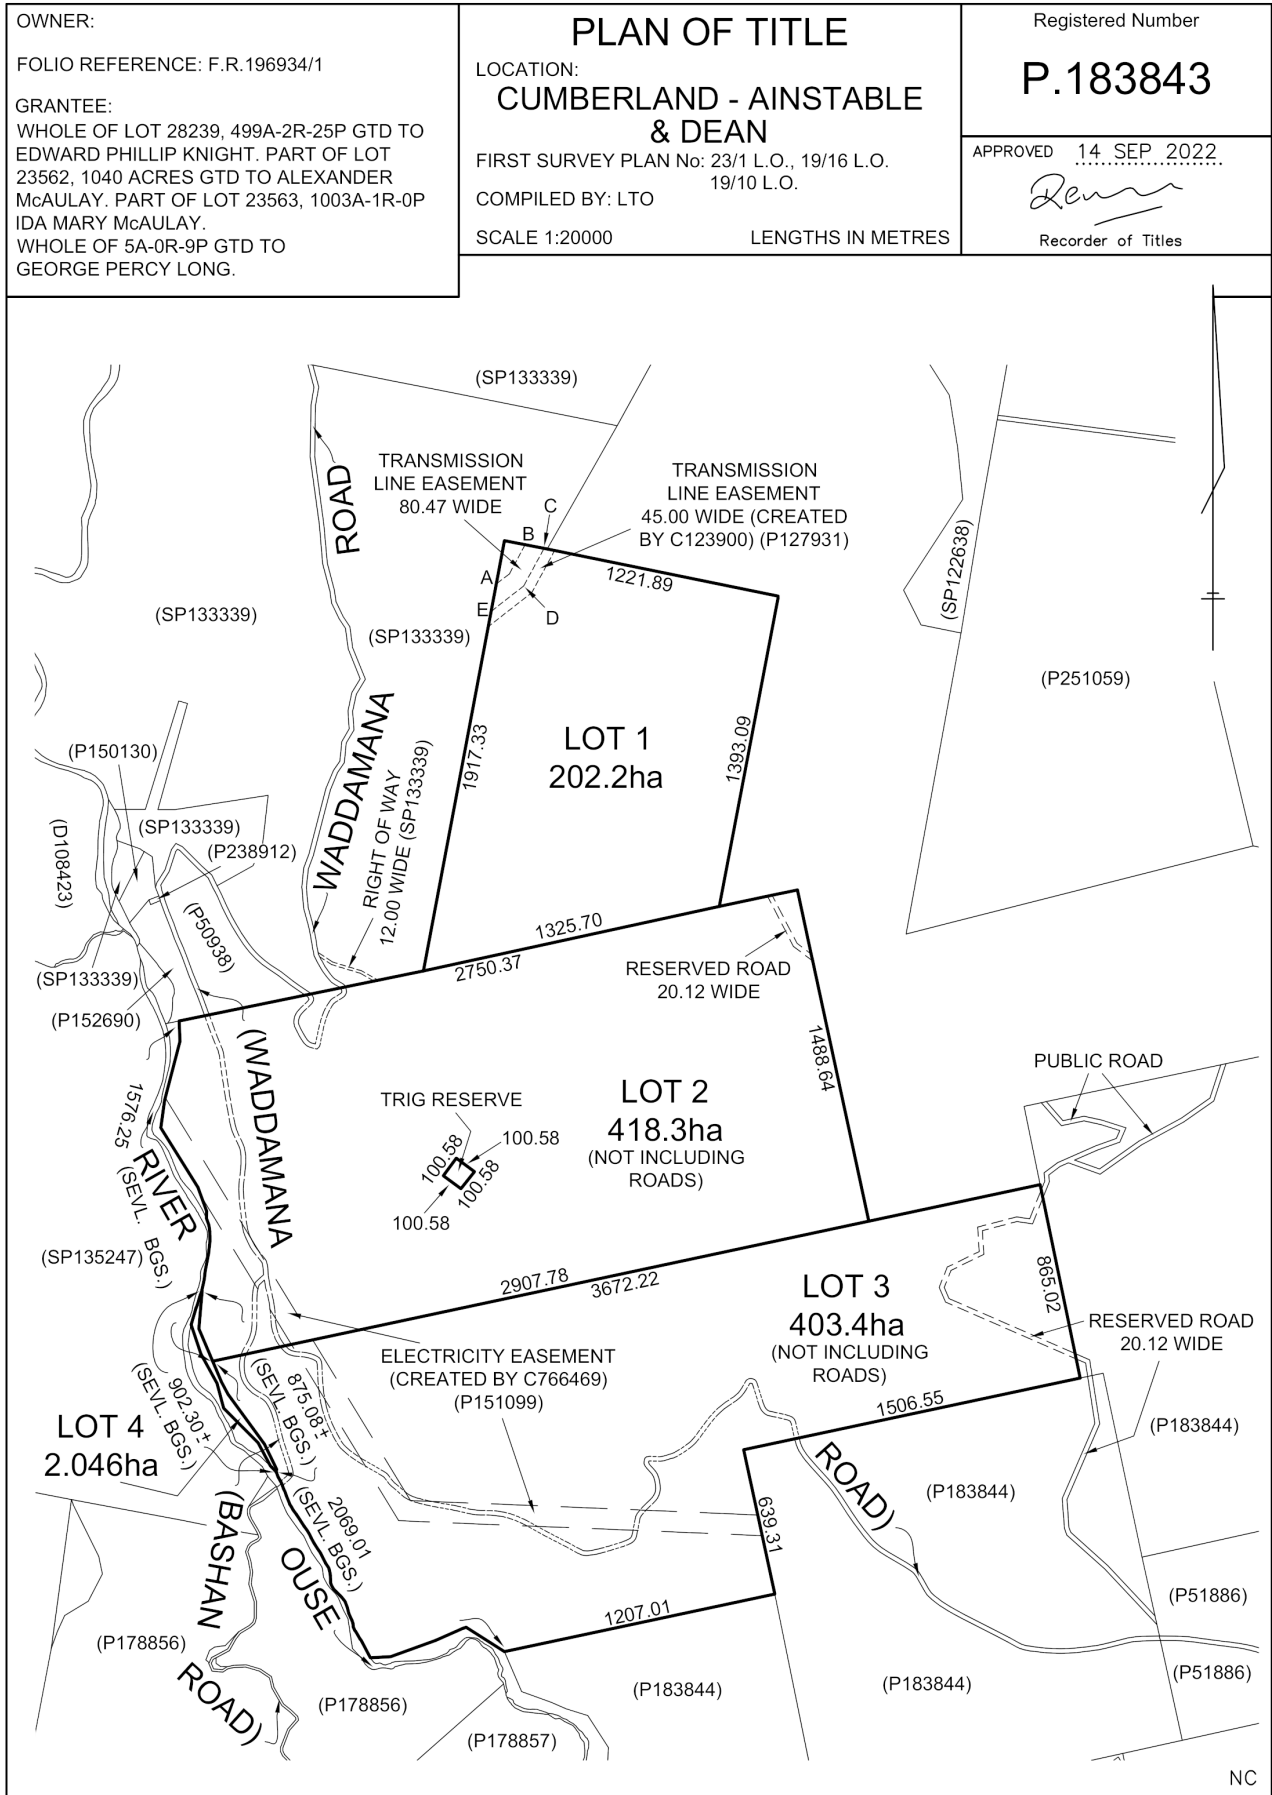 OWNER:
FOLIO REFERENCE: F.R.196934/1
GRANTEE:
WHOLE OF LOT 28239, 499A-2R-25P GTD TO
EDWARD PHILLIP KNIGHT. PART OF LOT
23562, 1040 ACRES GTD TO ALEXANDER
McAULAY. PART OF LOT 23563, 1003A-1R-0P
IDA MARY McAULAY.
WHOLE OF 5A-0R-9P GTD TO
GEORGE PERCY LONG.
PLAN OF TITLE
LOCATION:
CUMBERLAND - AINSTABLE
& DEAN
FIRST SURVEY PLAN No: 23/1 L.O., 19/16 L.O.
19/10 L.O.
COMPILED BY: LTO
SCALE 1:20000 LENGTHS IN METRES
Registered Number
P.183843
APPROVED 14 SEP 2022
Recorder of Titles
(SP133339)
TRANSMISSION
LINE EASEMENT
80.47 WIDE
TRANSMISSION
LINE EASEMENT
45.00 WIDE (CREATED
BY C123900) (P127931)
ROAD
C
B
A
E
D
1221.89
(SP122638)
(SP133339)
(SP133339)
(P251059)
WADDAMANA
LOT 1
202.2ha
1917.33
1393.09
(P150130)
RIGHT OF WAY
12.00 WIDE (SP133339)
(SP133339)
(P238912)
(D108423)
(P50938)
1325.70
2750.37
RESERVED ROAD
20.12 WIDE
(SP133339)
(P152690)
1488.64
(WADDAMANA
PUBLIC ROAD
LOT 2
418.3ha
(NOT INCLUDING
ROADS)
TRIG RESERVE
100.58
100.58
100.58
100.58
1576.25
(SEVL. BGS.)
RIVER
(SP135247)
2907.78
3672.22
LOT 3
403.4ha
(NOT INCLUDING
ROADS)
865.02
RESERVED ROAD
20.12 WIDE
ELECTRICITY EASEMENT
(CREATED BY C766469)
(P151099)
902.30±
(SEVL. BGS.)
875.08±
(SEVL. BGS.)
1506.55
LOT 4
2.046ha
(P183844)
ROAD)
(P183844)
639.31
2069.01
(SEVL. BGS.)
(BASHAN
OUSE
1207.01
(P51886)
(P178856)
ROAD)
(P178856)
(P183844)
(P183844)
(P51886)
(P178857)
NC